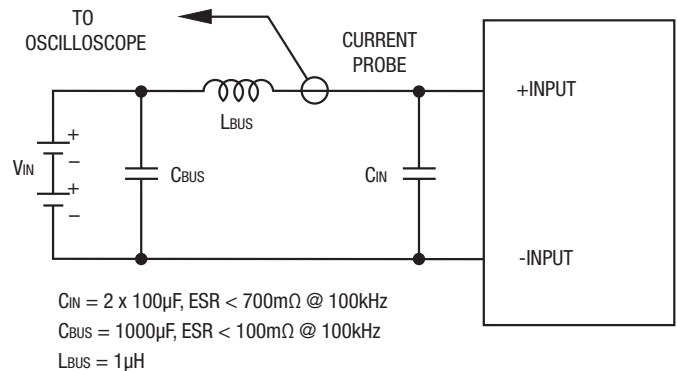 TO
OSCILLOSCOPE
CURRENT
PROBE
+INPUT
LBUS
+
VIN
−
+
−
CBUS
CIN
-INPUT
CIN = 2 x 100µF, ESR < 700mΩ @ 100kHz
CBUS = 1000µF, ESR < 100mΩ @ 100kHz
LBUS = 1µH